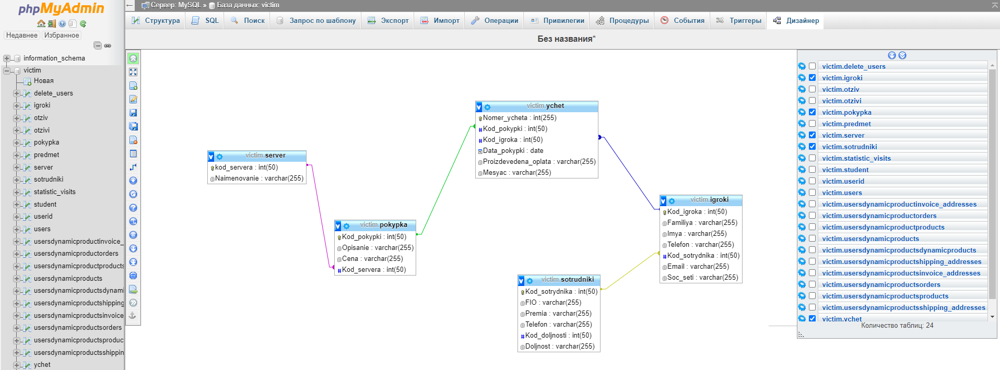 phpMyAdmin
Недавнее Избранное
information_schema
victim
Новая
delete_users
igroki
otziv
otzivi
pokypka
predmet
server
sotrudniki
statistic_visits
student
userid
users
usersdynamicproductinvoice_
usersdynamicproductorders
usersdynamicproductproducts
usersdynamicproducts
usersdynamicproductsdynami
usersdynamicproductshipping
usersdynamicproductsinvoice
usersdynamicproductsorders
usersdynamicproductsproduc
usersdynamicproductsshippin
ychet
Сервер: MySQL » База данных: victim
Структура SQL Поиск Запрос по шаблону Экспорт Импорт Операции Привилегии Процедуры События Триггеры Дизайнер
Без названия*
victim.server
kod_servera : int(50)
Naimenovanie : varchar(255)
victim.pokypka
Kod_pokypki : int(50)
Opisanie : varchar(255)
Cena : varchar(255)
Kod_servera : int(50)
victim.ychet
Nomer_ycheta : int(255)
Kod_pokypki : int(50)
Kod_igroka : int(50)
Data_pokypki : date
Proizdevedena_oplata : varchar(255)
Mesyac : varchar(255)
victim.igroki
Kod_igroka : int(50)
Familiya : varchar(255)
Imya : varchar(255)
Telefon : varchar(255)
Kod_sotrydnika : int(50)
Email : varchar(255)
Soc_seti : varchar(255)
victim.sotrudniki
Kod_sotrydnika : int(50)
FIO : varchar(255)
Premia : varchar(255)
Telefon : varchar(255)
Kod_doljnosti : int(50)
Doljnost : varchar(255)
victim.delete_users
victim.igroki
victim.otziv
victim.otzivi
victim.pokypka
victim.predmet
victim.server
victim.sotrudniki
victim.statistic_visits
victim.student
victim.userid
victim.users
victim.usersdynamicproductinvoice_addresses
victim.usersdynamicproductorders
victim.usersdynamicproductproducts
victim.usersdynamicproducts
victim.usersdynamicproductsdynamicproducts
victim.usersdynamicproductshipping_addresses
victim.usersdynamicproductsinvoice_addresses
victim.usersdynamicproductsorders
victim.usersdynamicproductsproducts
victim.usersdynamicproductsshipping_addresses
victim.ychet
Количество таблиц: 24